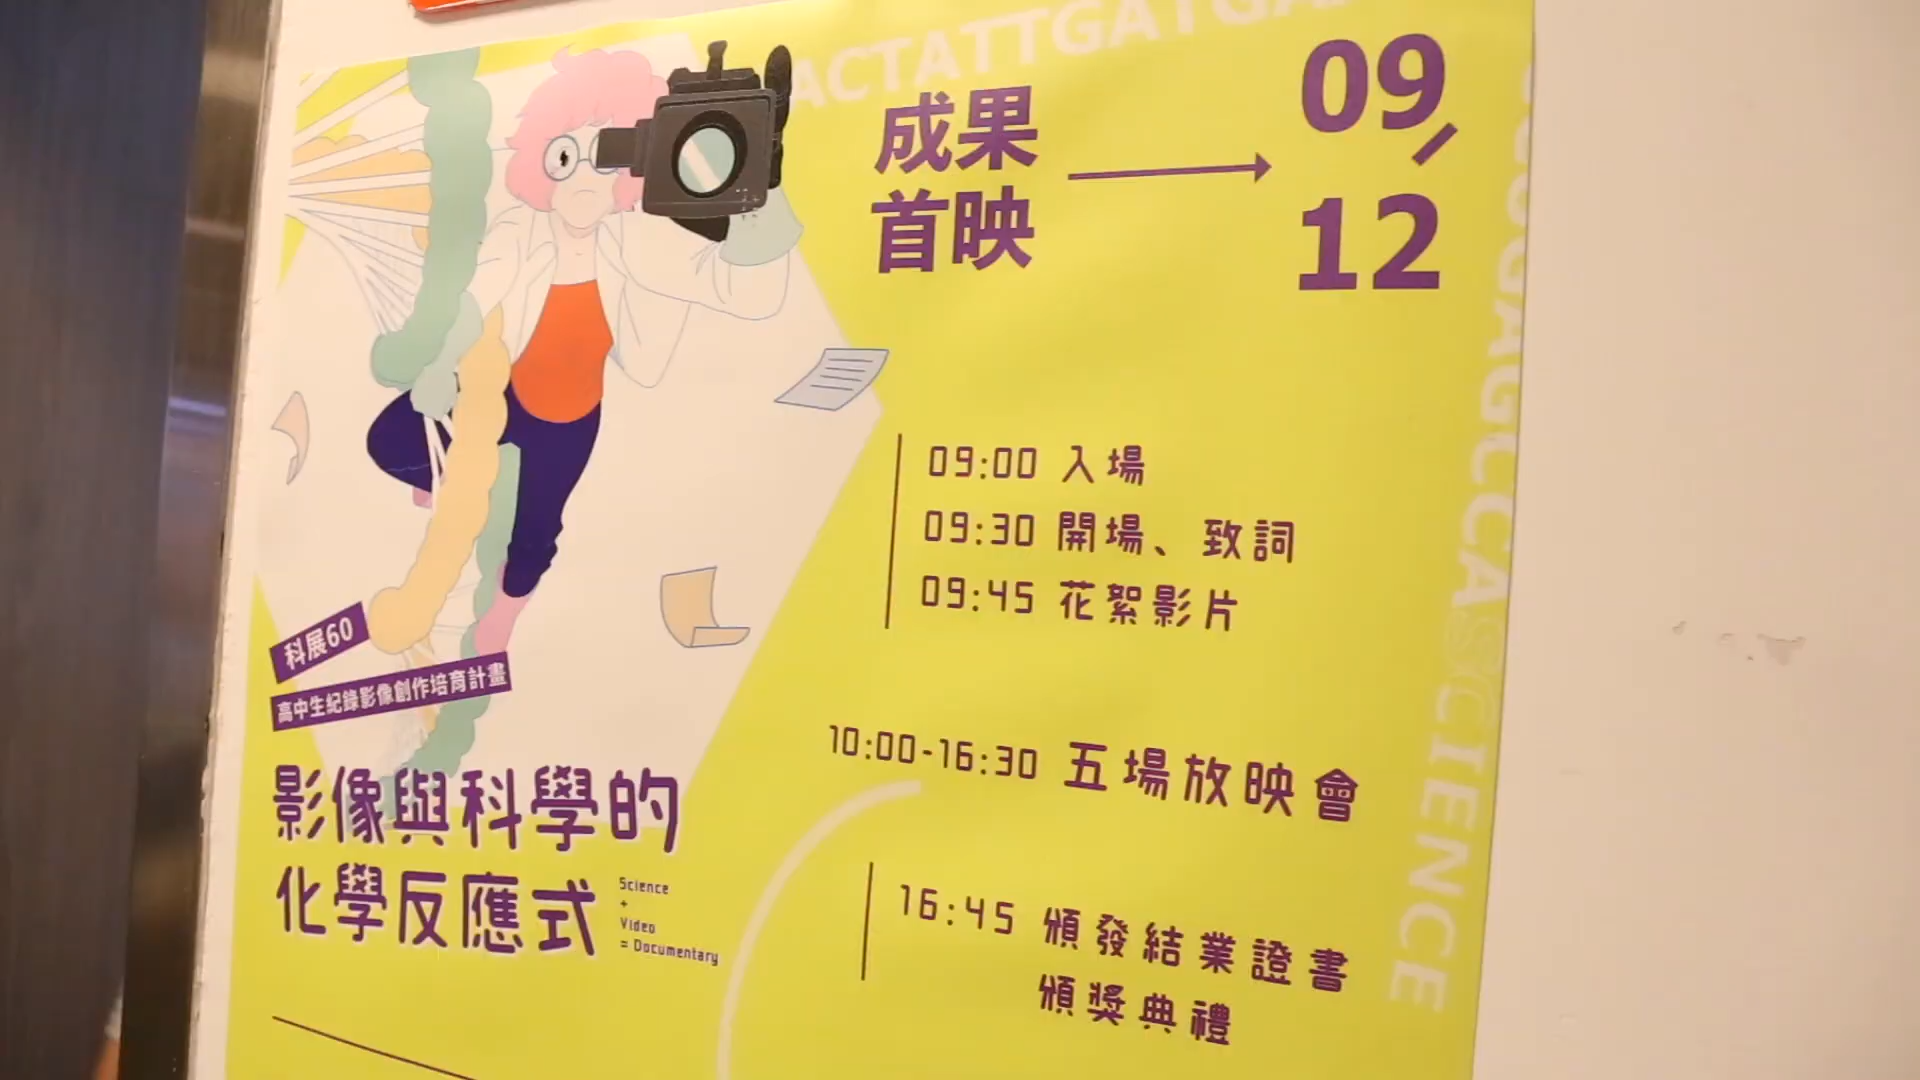 ACTATTGATGA
成果
首映
09/
12
09:00 入場
09:30 開場、致詞
09:45 花絮影片
10:00-16:30 五場放映會
16:45 頒發結業證書
頒獎典禮
科展60
高中生紀錄影像創作培育計畫
影像與科學的
化學反應式
Science
+
Video
= Documentary
SCIENCE